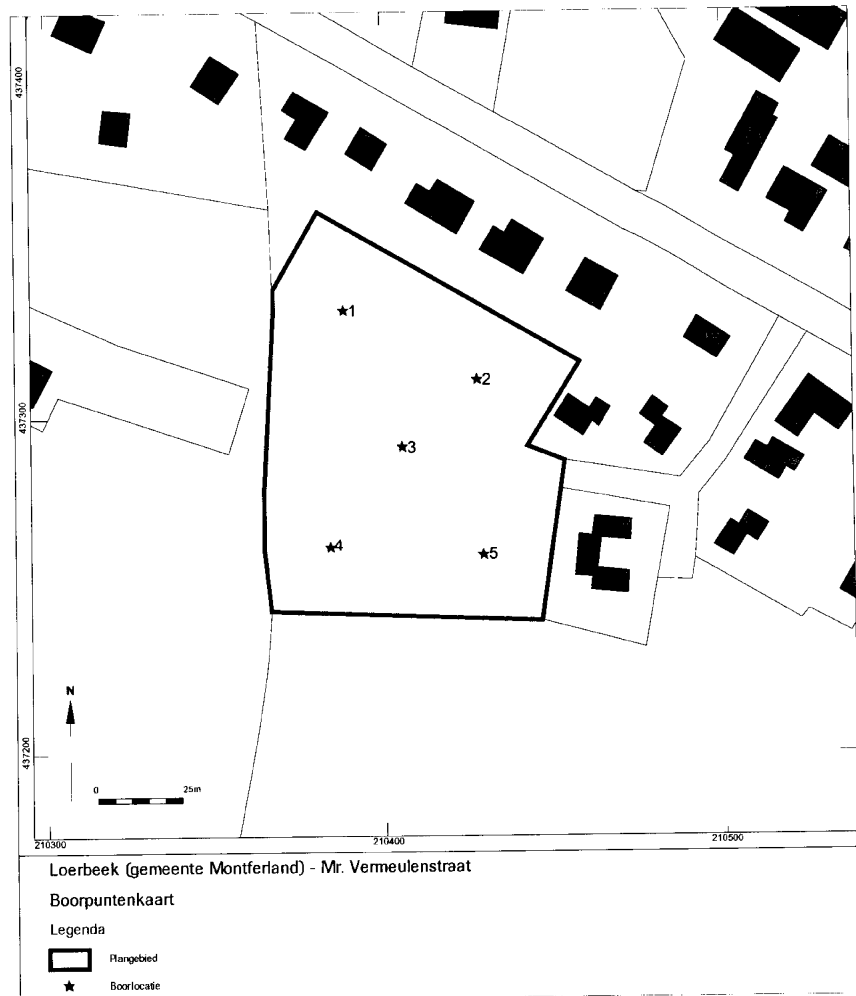 437400
1
2
437300
3
4
5
N
437200
0 25m
210300 210400 210500
Loerbeek (gemeente Montferland) - Mr. Vermeulenstraat
Boorpuntenkaart
Legenda
Plangebied
Boorlocatie